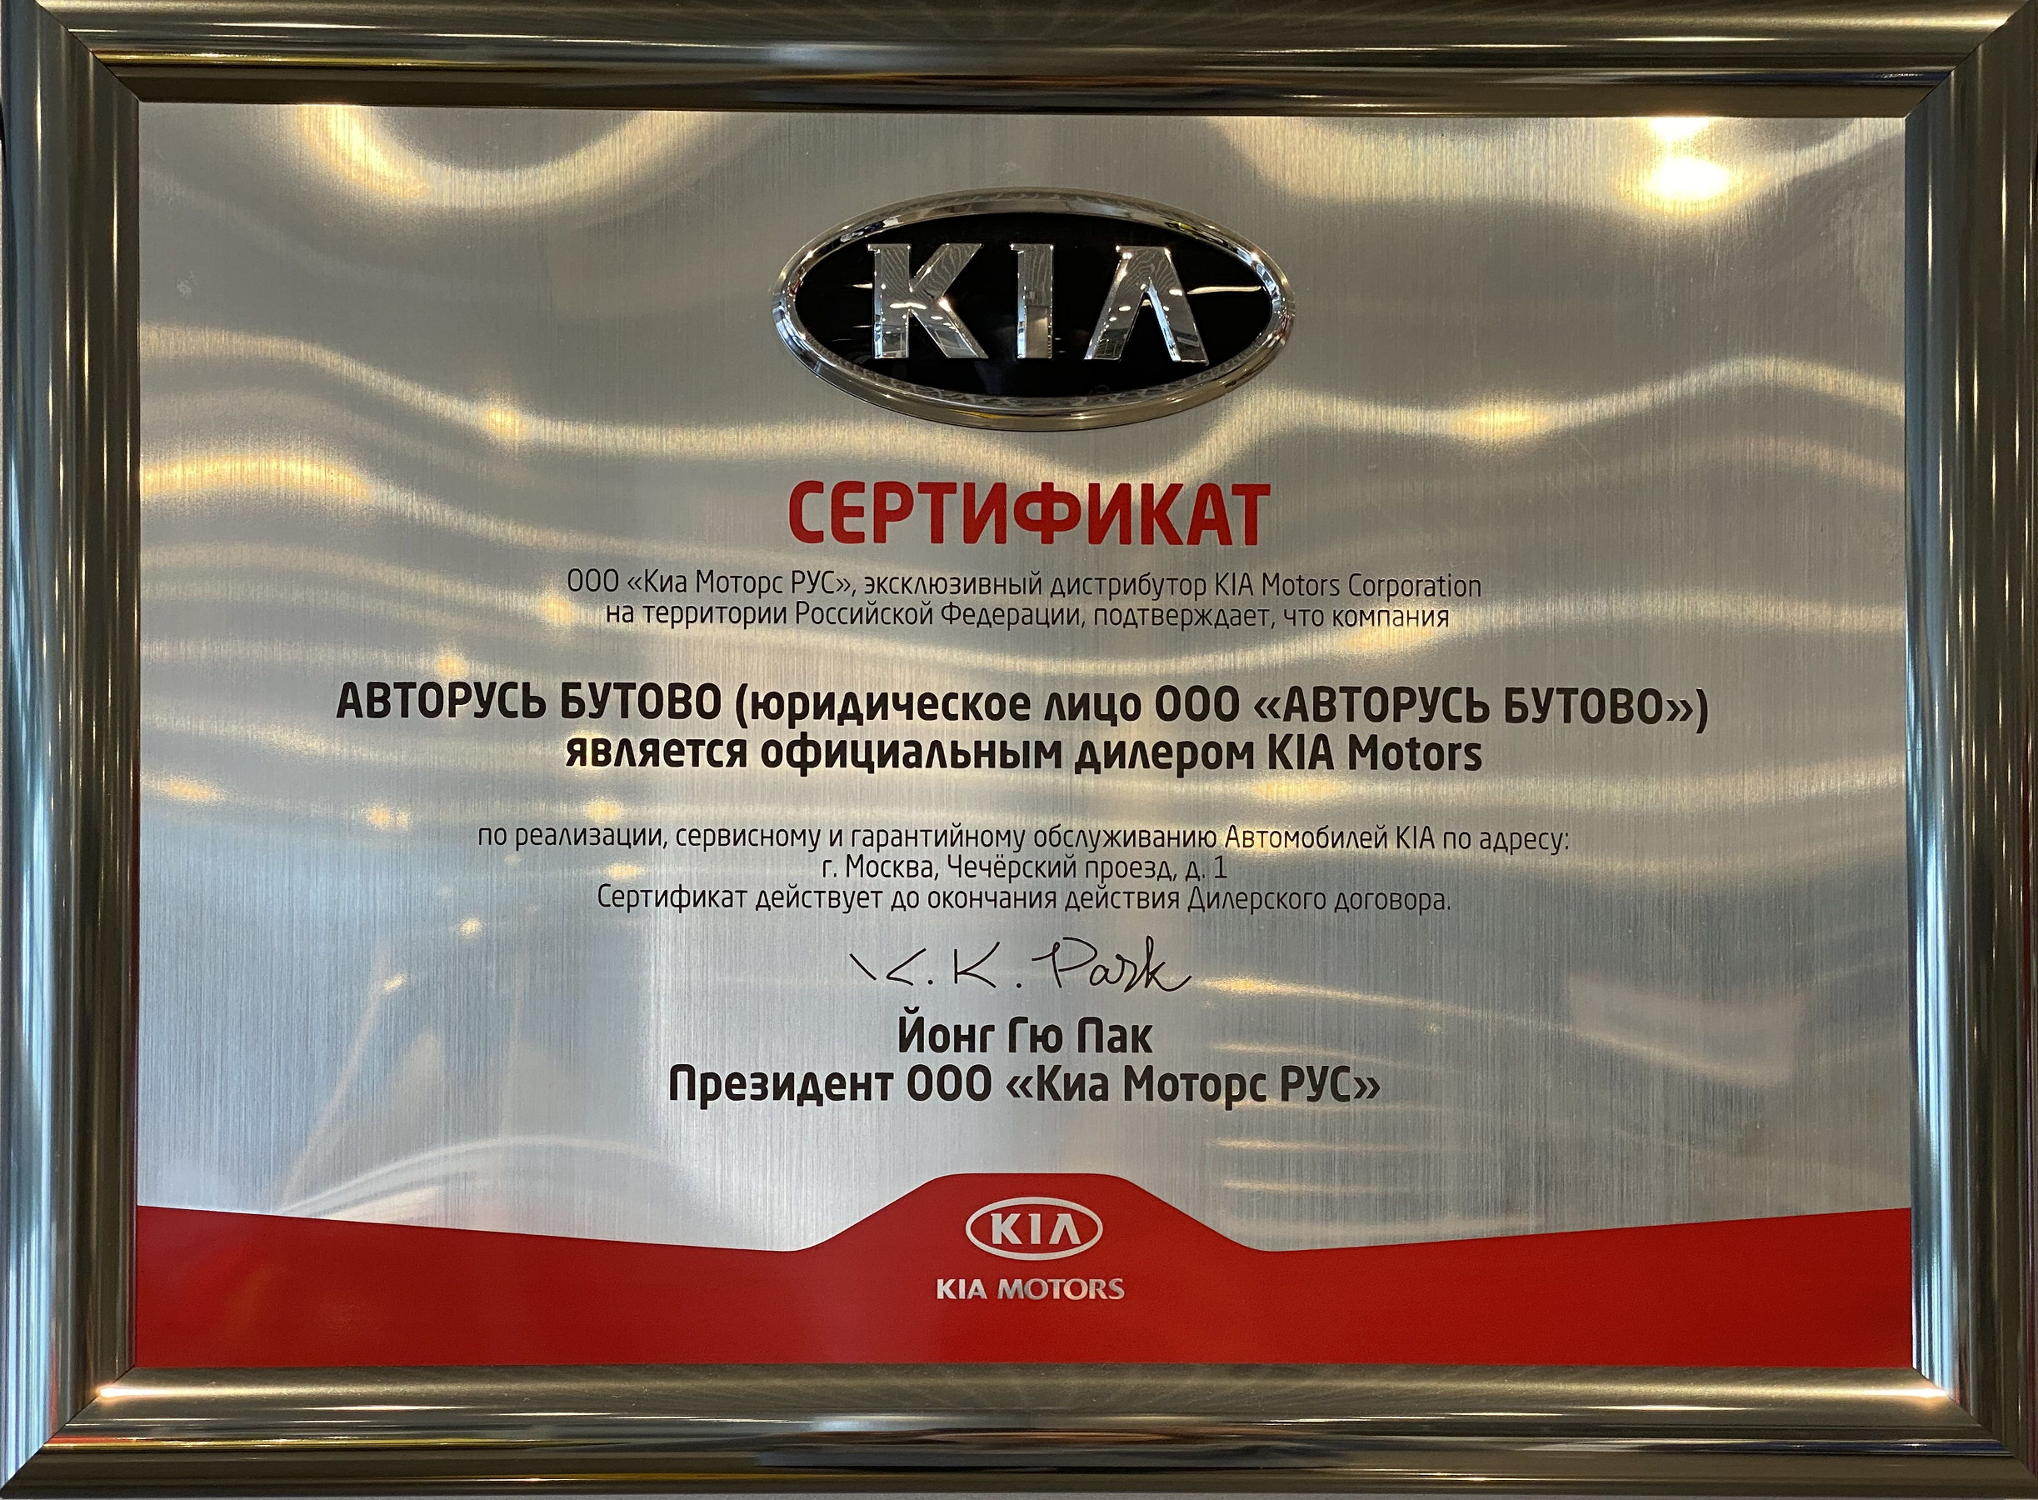 KIA
СЕРТИФИКАТ
ООО «Киа Моторс РУС», эксклюзивный дистрибутор KIA Motors Corporation
на территории Российской Федерации, подтверждает, что компания
АВТОРУСЬ БУТОВО (юридическое лицо ООО «АВТОРУСЬ БУТОВО»)
является официальным дилером KIA Motors
по реализации, сервисному и гарантийному обслуживанию Автомобилей KIA по адресу:
г. Москва, Чечёрский проезд, д. 1
Сертификат действует до окончания действия Дилерского договора.
K. K. Park
Йонг Гю Пак
Президент ООО «Киа Моторс РУС»
KIA
KIA MOTORS